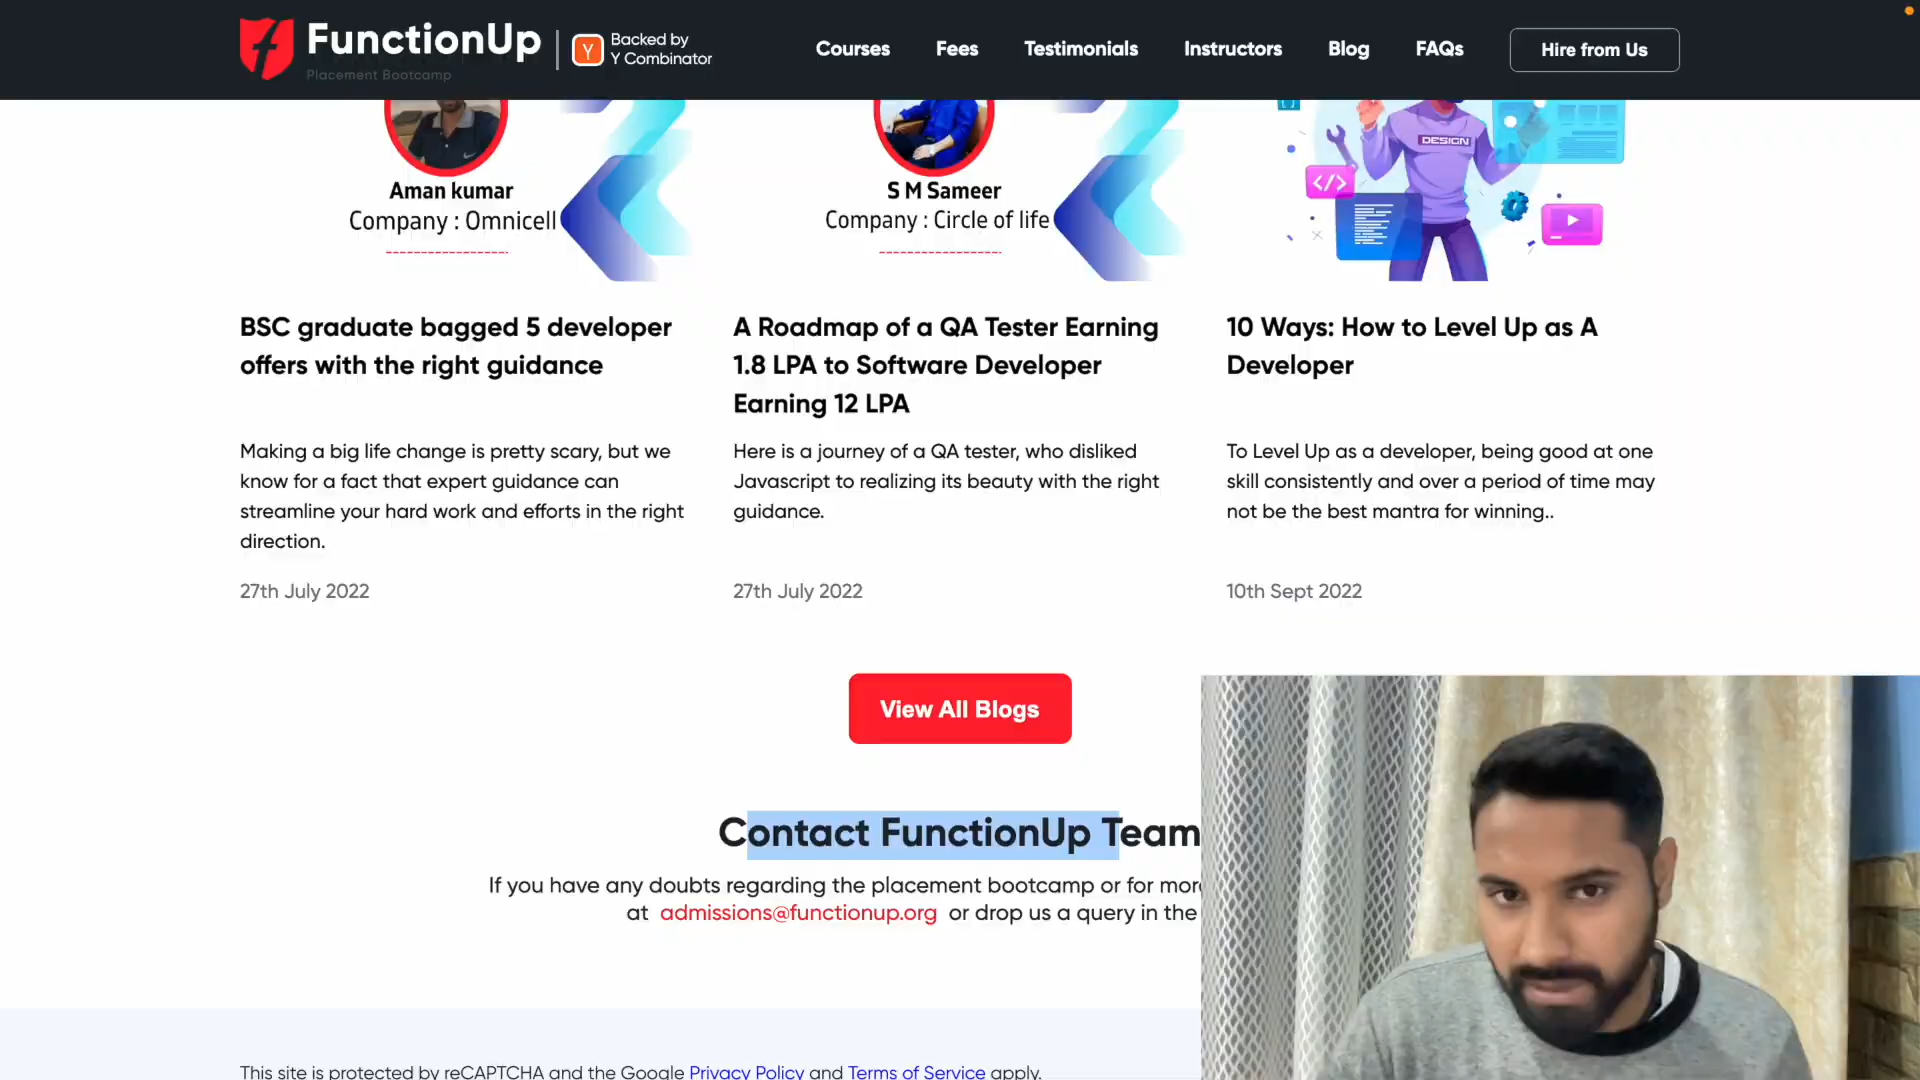 FunctionUp
Placement Bootcamp
Y
Backed by
Y Combinator
Courses
Fees
Testimonials
Instructors
Blog
FAQs
Hire from Us
Aman kumar
Company : Omnicell
S M Sameer
Company : Circle of life
DESIGN
</>
BSC graduate bagged 5 developer
offers with the right guidance
Making a big life change is pretty scary, but we
know for a fact that expert guidance can
streamline your hard work and efforts in the right
direction.
27th July 2022
A Roadmap of a QA Tester Earning
1.8 LPA to Software Developer
Earning 12 LPA
Here is a journey of a QA tester, who disliked
Javascript to realizing its beauty with the right
guidance.
27th July 2022
10 Ways: How to Level Up as A
Developer
To Level Up as a developer, being good at one
skill consistently and over a period of time may
not be the best mantra for winning..
10th Sept 2022
View All Blogs
Contact FunctionUp Team
If you have any doubts regarding the placement bootcamp or for
at admissions@functionup.org or drop us a query in the
This site is protected by reCAPTCHA and the Google Privacy Policy and Terms of Service apply.